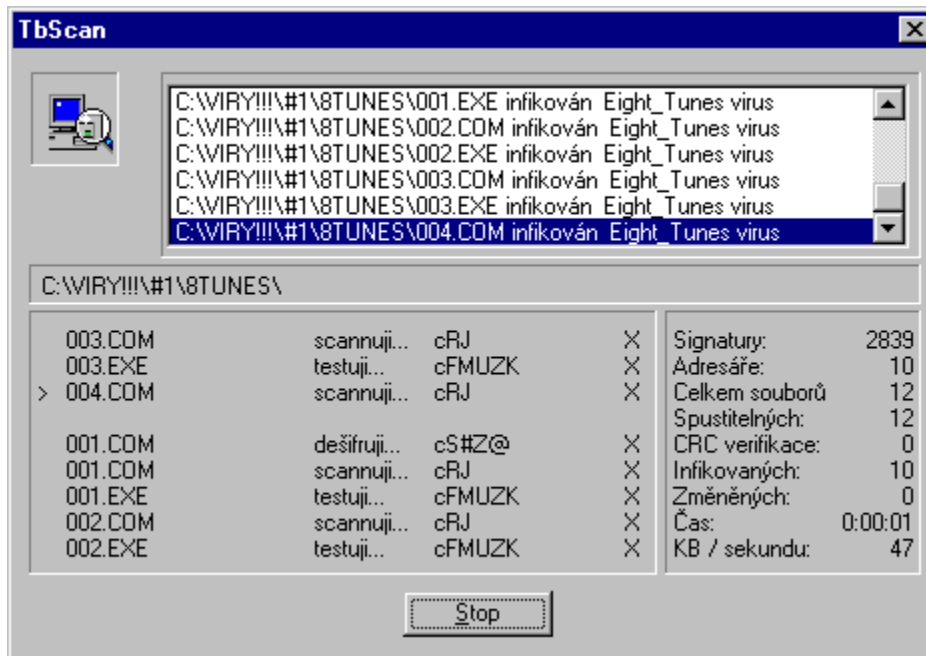 TbScan
C:\VIRY!!!\#1\8TUNES\001.EXE infikován Eight_Tunes virus
C:\VIRY!!!\#1\8TUNES\002.COM infikován Eight_Tunes virus
C:\VIRY!!!\#1\8TUNES\002.EXE infikován Eight_Tunes virus
C:\VIRY!!!\#1\8TUNES\003.COM infikován Eight_Tunes virus
C:\VIRY!!!\#1\8TUNES\003.EXE infikován Eight_Tunes virus
C:\VIRY!!!\#1\8TUNES\004.COM infikován Eight_Tunes virus
C:\VIRY!!!\#1\8TUNES\
003.COM scannuji... cRJ X
003.EXE testuji... cFMUZK X
> 004.COM scannuji... cRJ X
001.COM dešifruji... cS#Z@ X
001.COM scannuji... cRJ X
001.EXE testuji... cFMUZK X
002.COM scannuji... cRJ X
002.EXE testuji... cFMUZK X
Signatury: 2839
Adresáře: 10
Celkem souborů 12
Spustitelných: 12
CRC verifikace: 0
Infikovaných: 10
Změněných: 0
Čas: 0:00:01
KB / sekundu: 47
Stop